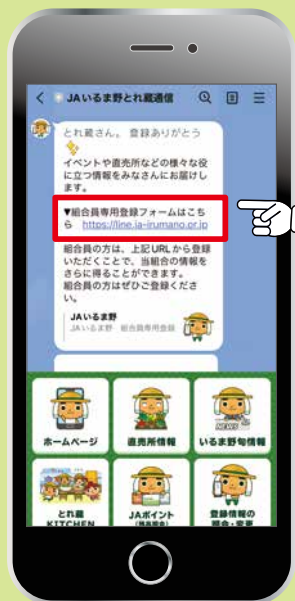 JAいるま野とれ蔵通信
とれ蔵さん。 登録ありがとう
イベントや直売所などの様々な役
に立つ情報をみなさんにお届けし
ます。
▼組合員専用登録フォームはこち
ら https://line.ja-irumano.or.jp
組合員の方は、上記URLから登録
いただくことで、当組合の情報を
さらに得ることができます。
組合員の方はぜひご登録くださ
い。
JAいるま野
JAいるま野 組合員専用登録
ホームページ
直売所情報
NEWS
いるま野旬情報
とれ蔵
KITCHEN
JAポイント
登録情報の
照会・変更